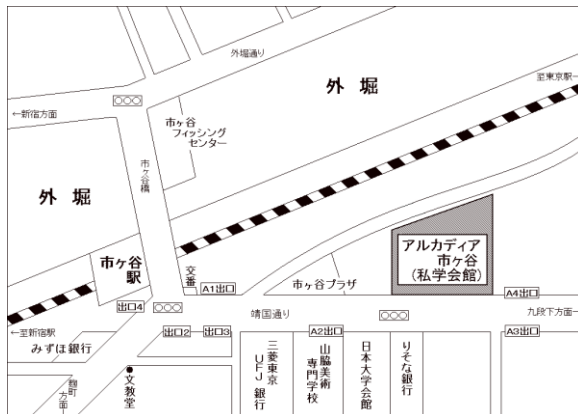 外堀通り
外 堀
至東京駅→
←新宿方面
市ヶ谷
フィッシング
センター
市ヶ谷橋
外 堀
市ヶ谷
駅
交番
A1出口
市ヶ谷プラザ
アルカディア
市ヶ谷
(私学会館)
A4出口
出口4
靖国通り
九段下方面→
←至新宿駅
出口2
出口3
A2出口
A3出口
みずほ銀行
麹町
方面
文教堂
三菱東京
UFJ銀行
山脇美術
専門学校
日本大学会館
りそな銀行